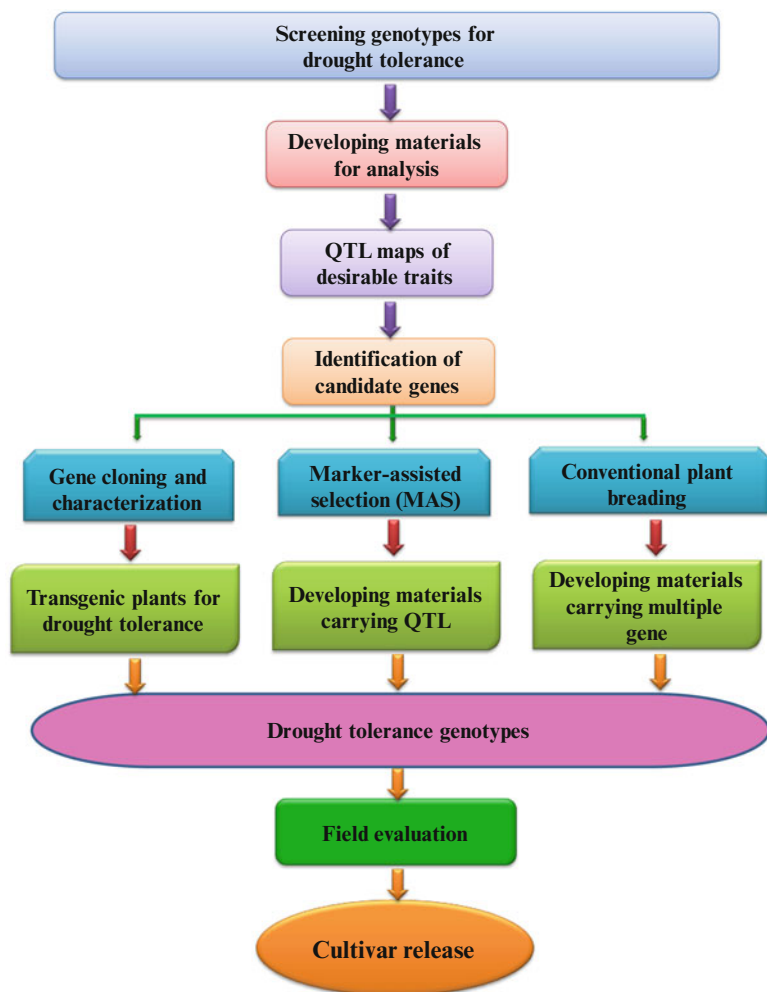 Screening genotypes for
drought tolerance
Developing materials
for analysis
QTL maps of
desirable traits
Identification of
candidate genes
Gene cloning and
characterization
Marker-assisted
selection (MAS)
Conventional plant
breading
Transgenic plants for
drought tolerance
Developing materials
carrying QTL
Developing materials
carrying multiple
gene
Drought tolerance genotypes
Field evaluation
Cultivar release